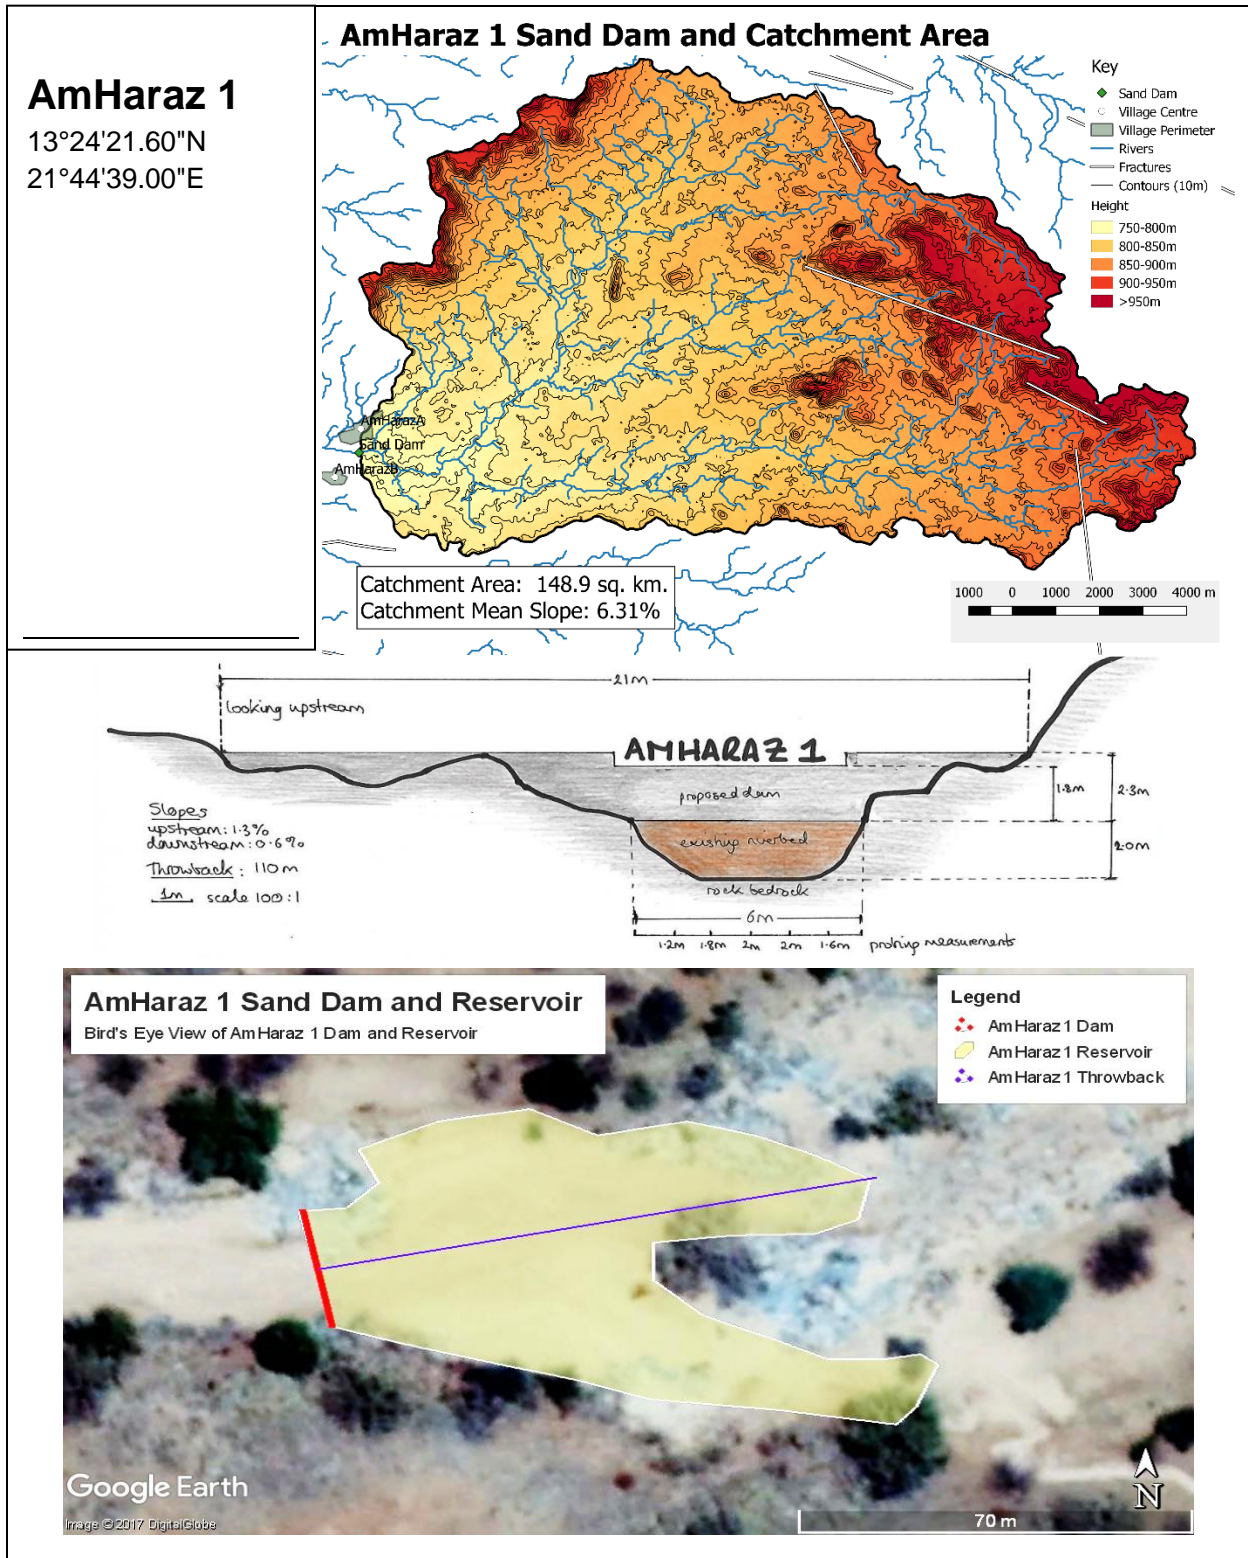 AmHaraz 1
13°24'21.60"N
21°44'39.00"E
AmHaraz 1 Sand Dam and Catchment Area
Key
Sand Dam
Village Centre
Village Perimeter
Rivers
Fractures
Contours (10m)
Height
750-800m
800-850m
850-900m
900-950m
>950m
AmHarazA
Sand Dam
AmHarazB
Catchment Area: 148.9 sq. km.
Catchment Mean Slope: 6.31%
1000 0 1000 2000 3000 4000 m
21m
looking upstream
AMHARAZ 1
proposed dam
1.8m
2.3m
Slopes
upstream: 1.3%
downstream: 0.6%
Throwback: 110m
1m scale 100:1
existing riverbed
2.0m
rock bedrock
6m
1.2m 1.8m 2m 2m 1.6m probing measurements
AmHaraz 1 Sand Dam and Reservoir
Bird's Eye View of AmHaraz 1 Dam and Reservoir
Legend
AmHaraz 1 Dam
AmHaraz 1 Reservoir
AmHaraz 1 Throwback
Google Earth
Image © 2017 DigitalGlobe
N
70 m